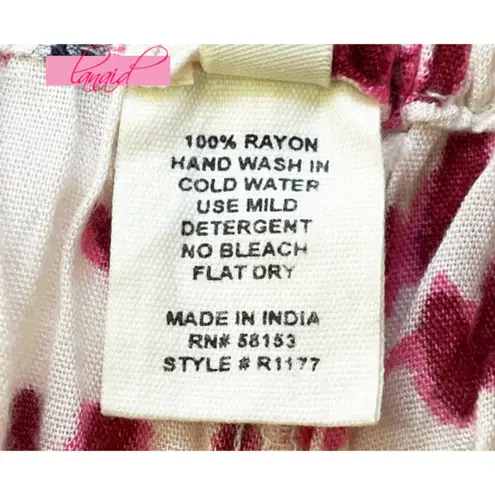 lanaid
100% RAYON
HAND WASH IN
COLD WATER
USE MILD
DETERGENT
NO BLEACH
FLAT DRY
MADE IN INDIA
RN# 58153
STYLE # R1177